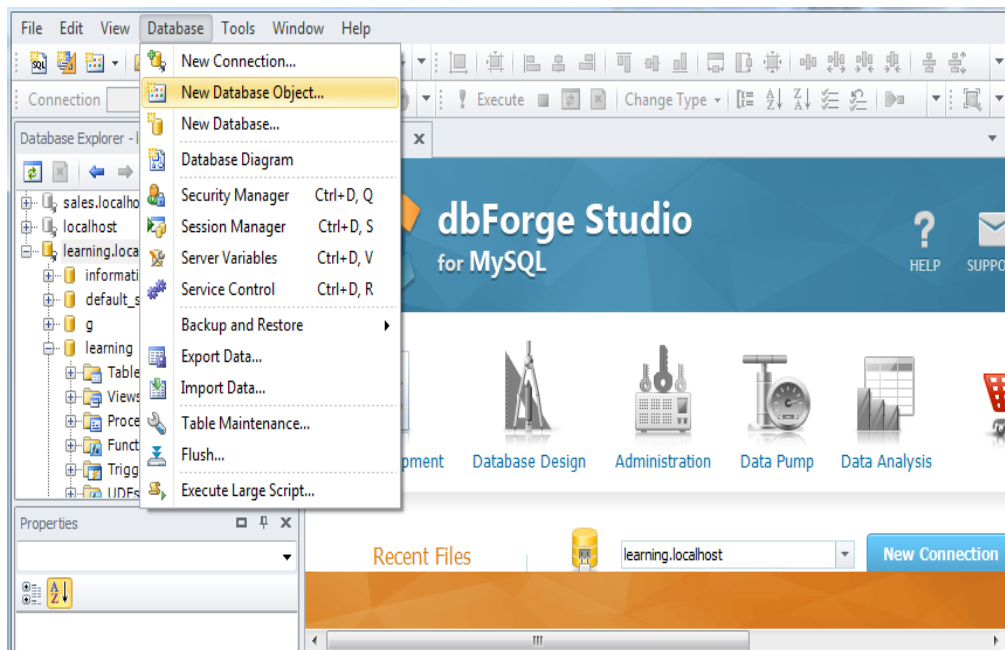 File Edit View Database Tools Window Help
SQL
New Connection...
New Database Object...
New Database...
Database Diagram
Security Manager Ctrl+D, Q
Session Manager Ctrl+D, S
Server Variables Ctrl+D, V
Service Control Ctrl+D, R
Backup and Restore
Export Data...
Import Data...
Table Maintenance...
Flush...
Execute Large Script...
Connection
Execute Change Type
Database Explorer - l
sales.localho
localhost
learning.loca
informati
default_s
g
learning
Table
Views
Proce
Funct
Trigg
UDFs
Properties
dbForge Studio
for MySQL
HELP SUPPO
pment Database Design Administration Data Pump Data Analysis
Recent Files
learning.localhost
New Connection